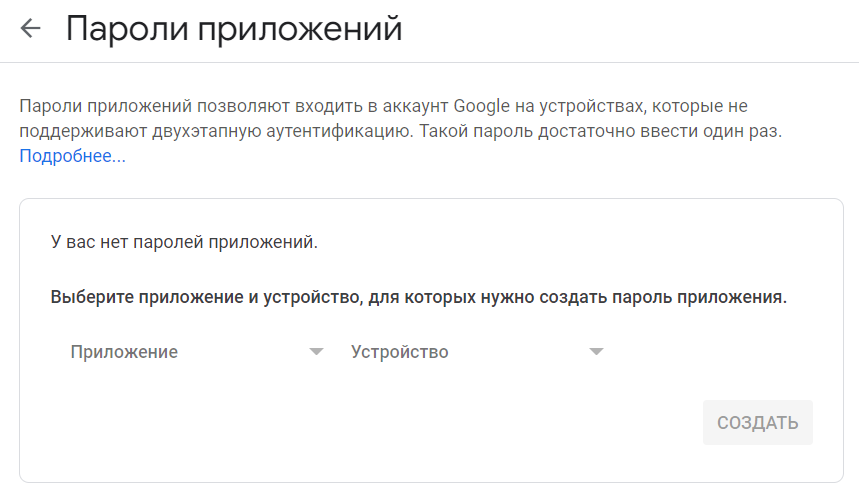 Пароли приложений
Пароли приложений позволяют входить в аккаунт Google на устройствах, которые не
поддерживают двухэтапную аутентификацию. Такой пароль достаточно ввести один раз.
Подробнее...
У вас нет паролей приложений.
Выберите приложение и устройство, для которых нужно создать пароль приложения.
Приложение Устройство
СОЗДАТЬ